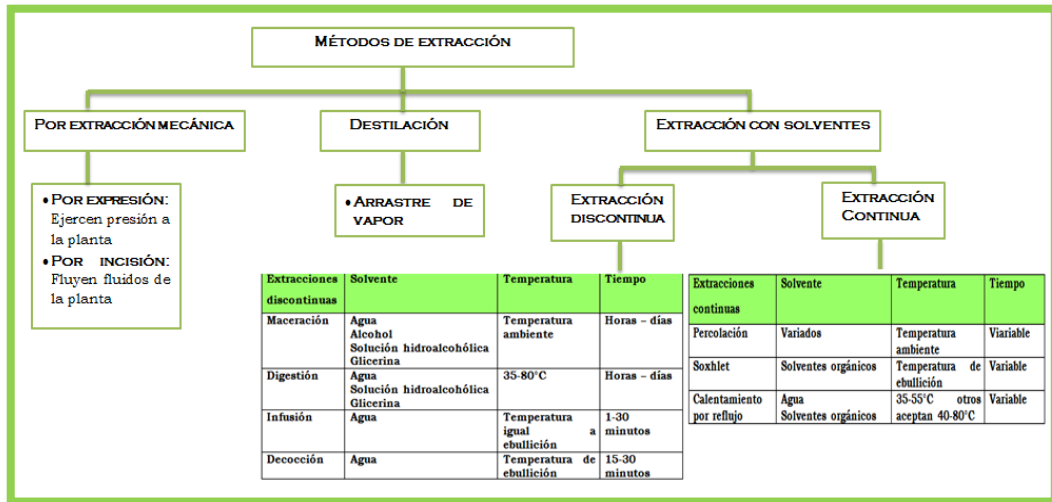 MÉTODOS DE EXTRACCIÓN
POR EXTRACCIÓN MECÁNICA
DESTILACIÓN
EXTRACCIÓN CON SOLVENTES
• POR EXPRESIÓN:
Ejercen presión a
la planta
• POR INCISIÓN:
Fluyen fluidos de
la planta
• ARRASTRE DE
VAPOR
EXTRACCIÓN
DISCONTINUA
EXTRACCIÓN
CONTINUA
Extracciones discontinuas Solvente Temperatura Tiempo
Maceración Agua Temperatura Horas – días
Alcohol ambiente
Solución hidroalcohólica
Glicerina
Digestión Agua 35-80°C Horas – días
Solución hidroalcohólica
Glicerina
Infusión Agua Temperatura 1-30
igual a minutos
ebullición
Decocción Agua Temperatura de 15-30
ebullición minutos
Extracciones continuas Solvente Temperatura Tiempo
Percolación Variados Temperatura Viariable
ambiente
Soxhlet Solventes orgánicos Temperatura de Variable
ebullición
Calentamiento Agua 35-55°C otros Variable
por reflujo Solventes orgánicos aceptan 40-80°C